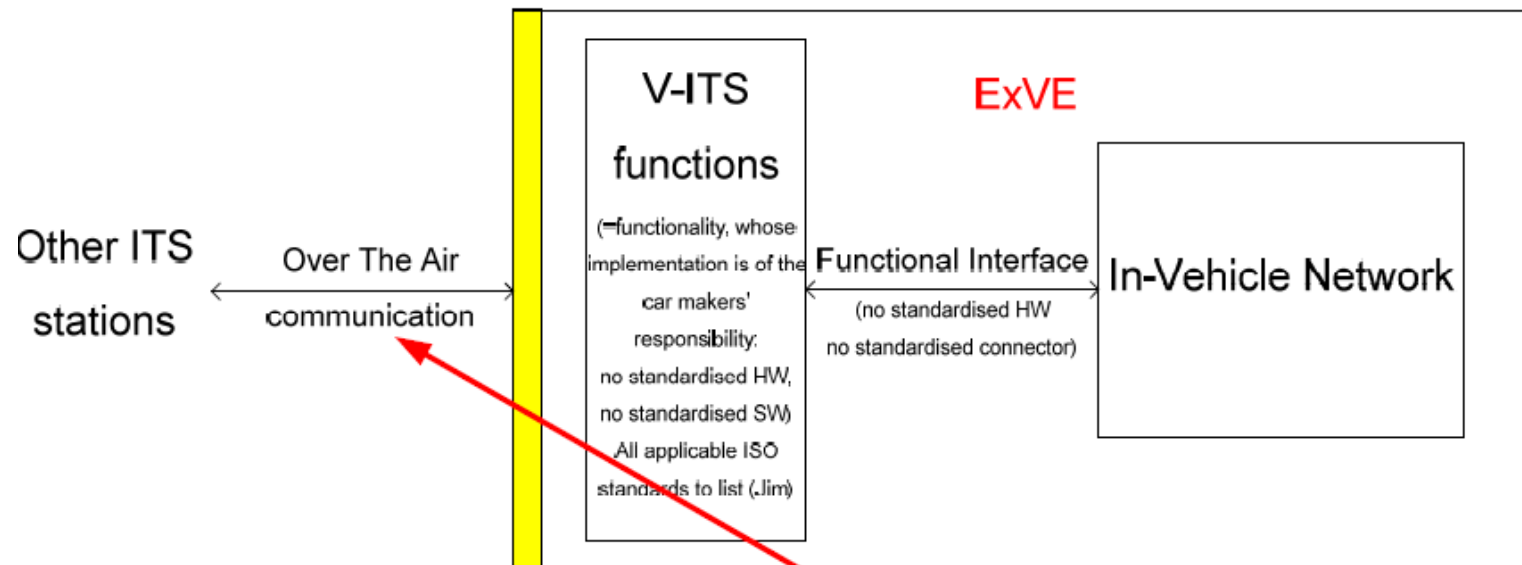 V-ITS
functions
(=functionality, whose
implementation is of the
car makers'
responsibility:
no standardised HW,
no standardised SW)
All applicable ISO
standards to list (Jim)
ExVE
Other ITS
stations
Over The Air
communication
Functional Interface
(no standardised HW
no standardised connector)
In-Vehicle Network